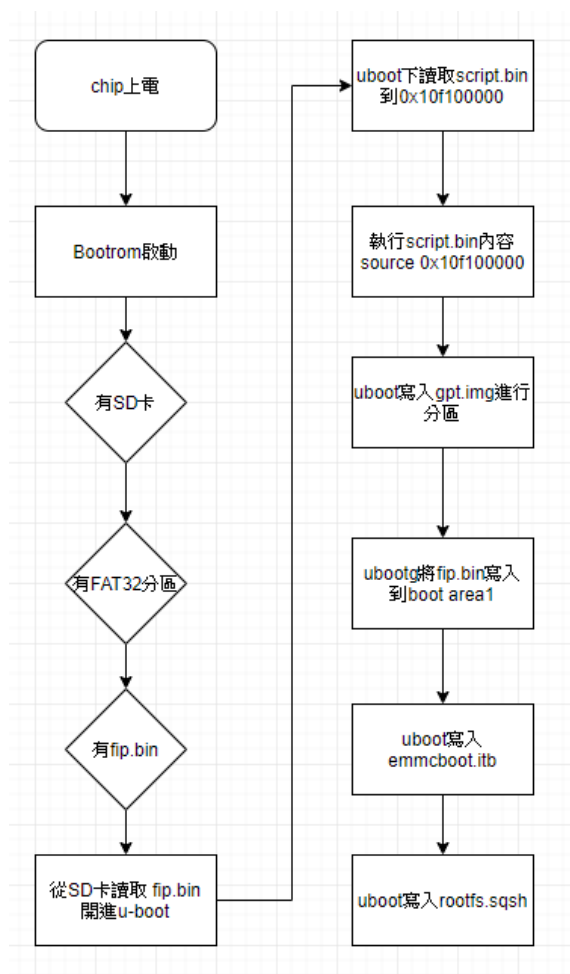 chip上電
Bootrom啟動
有SD卡
有FAT32分區
有fip.bin
從SD卡讀取 fip.bin
開進u-boot
uboot下讀取script.bin
到0x10f100000
執行script.bin內容
source 0x10f100000
uboot寫入gpt.img進行
分區
ubootg將fip.bin寫入
到boot area1
uboot寫入
emmcboot.itb
uboot寫入rootfs.sqsh